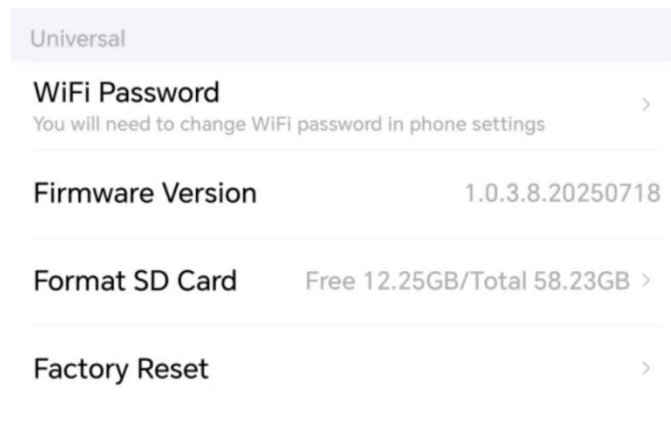 Universal
WiFi Password
You will need to change WiFi password in phone settings
Firmware Version 1.0.3.8.20250718
Format SD Card Free 12.25GB/Total 58.23GB >
Factory Reset